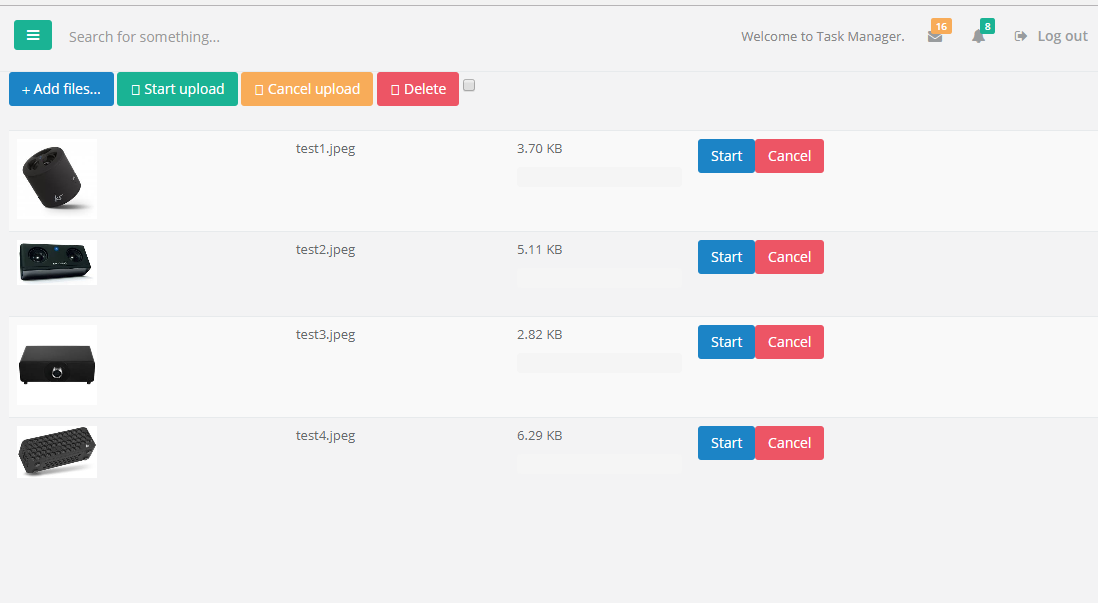 Search for something...
Welcome to Task Manager.
16
8
Log out
+ Add files...
Start upload
Cancel upload
Delete
test1.jpeg
3.70 KB
Start
Cancel
test2.jpeg
5.11 KB
Start
Cancel
test3.jpeg
2.82 KB
Start
Cancel
test4.jpeg
6.29 KB
Start
Cancel